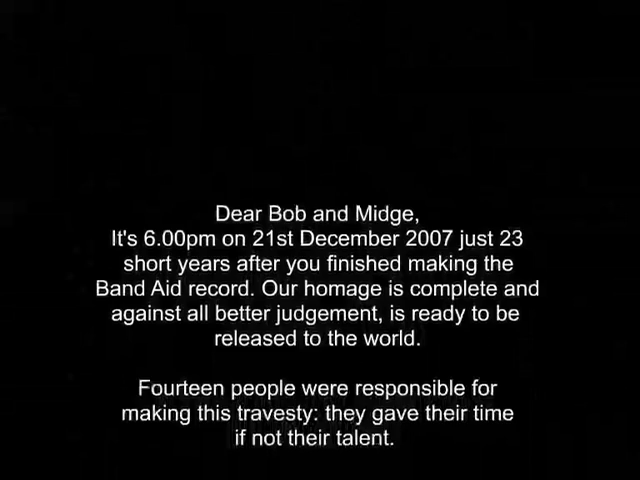 Dear Bob and Midge,
It's 6.00pm on 21st December 2007 just 23
short years after you finished making the
Band Aid record. Our homage is complete and
against all better judgement, is ready to be
released to the world.
Fourteen people were responsible for
making this travesty: they gave their time
if not their talent.